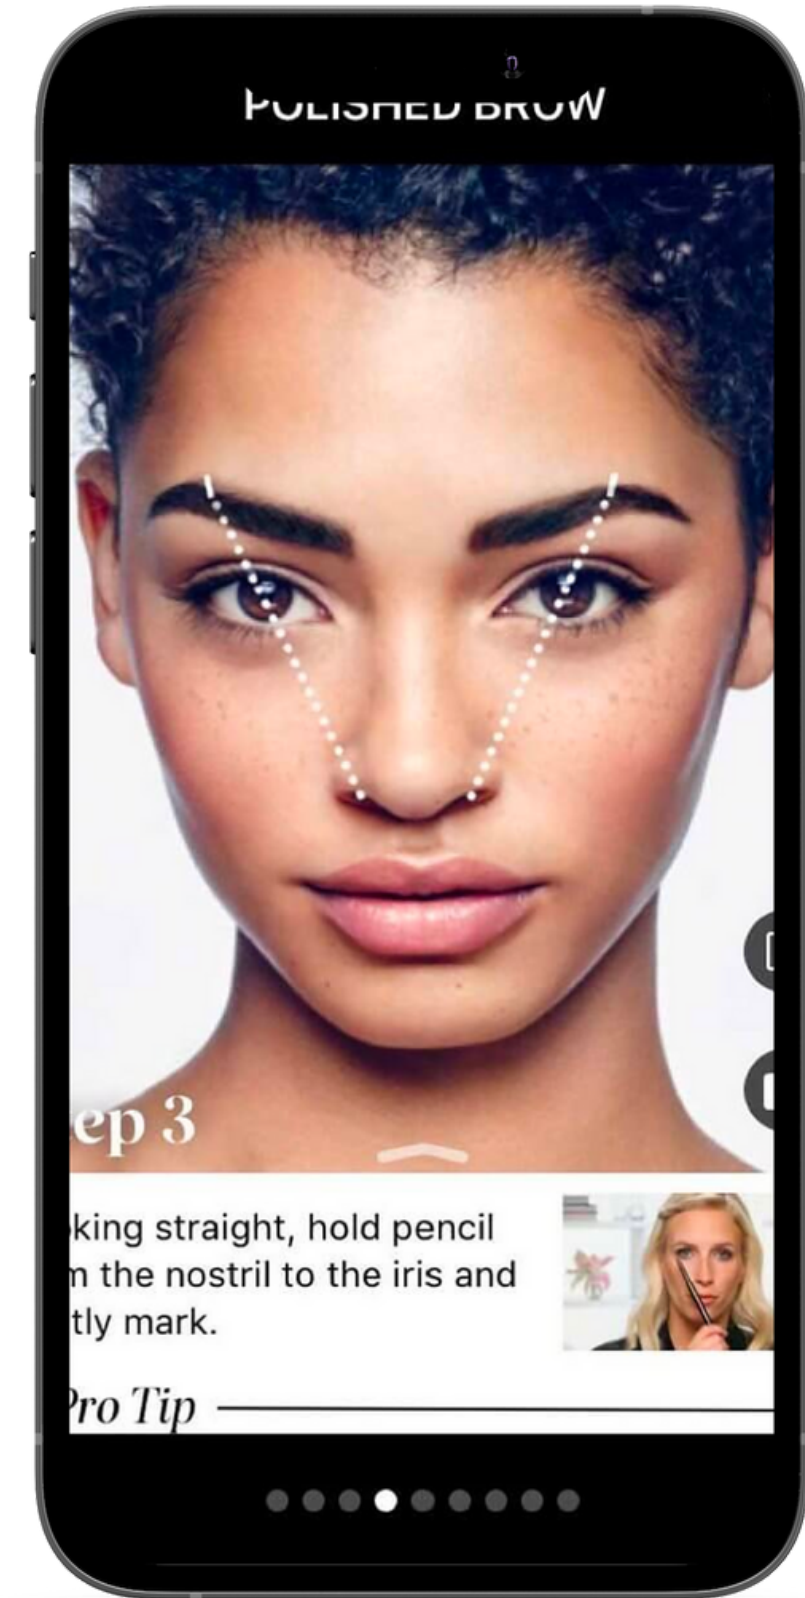 POLISHED BROW
ep 3
king straight, hold pencil
m the nostril to the iris and
tly mark.
Pro Tip